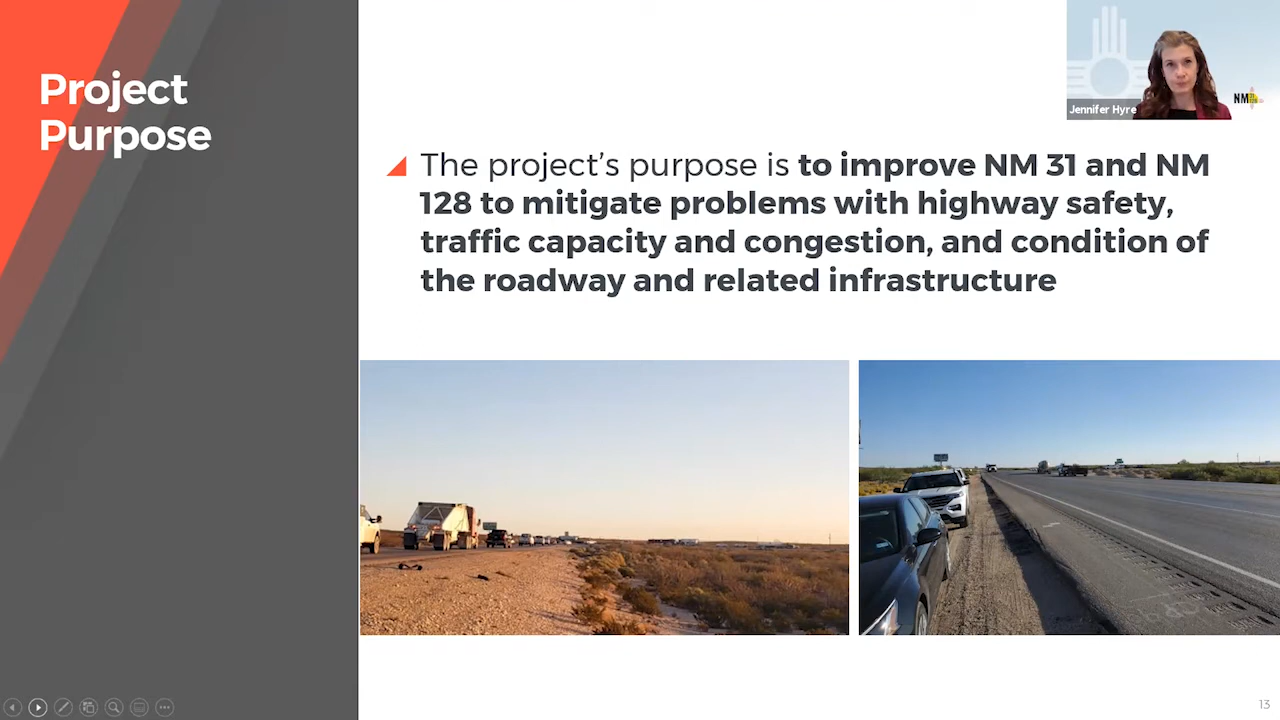 Project
Purpose
Jennifer Hyre
NM
The project's purpose is to improve NM 31 and NM
128 to mitigate problems with highway safety,
traffic capacity and congestion, and condition of
the roadway and related infrastructure
13